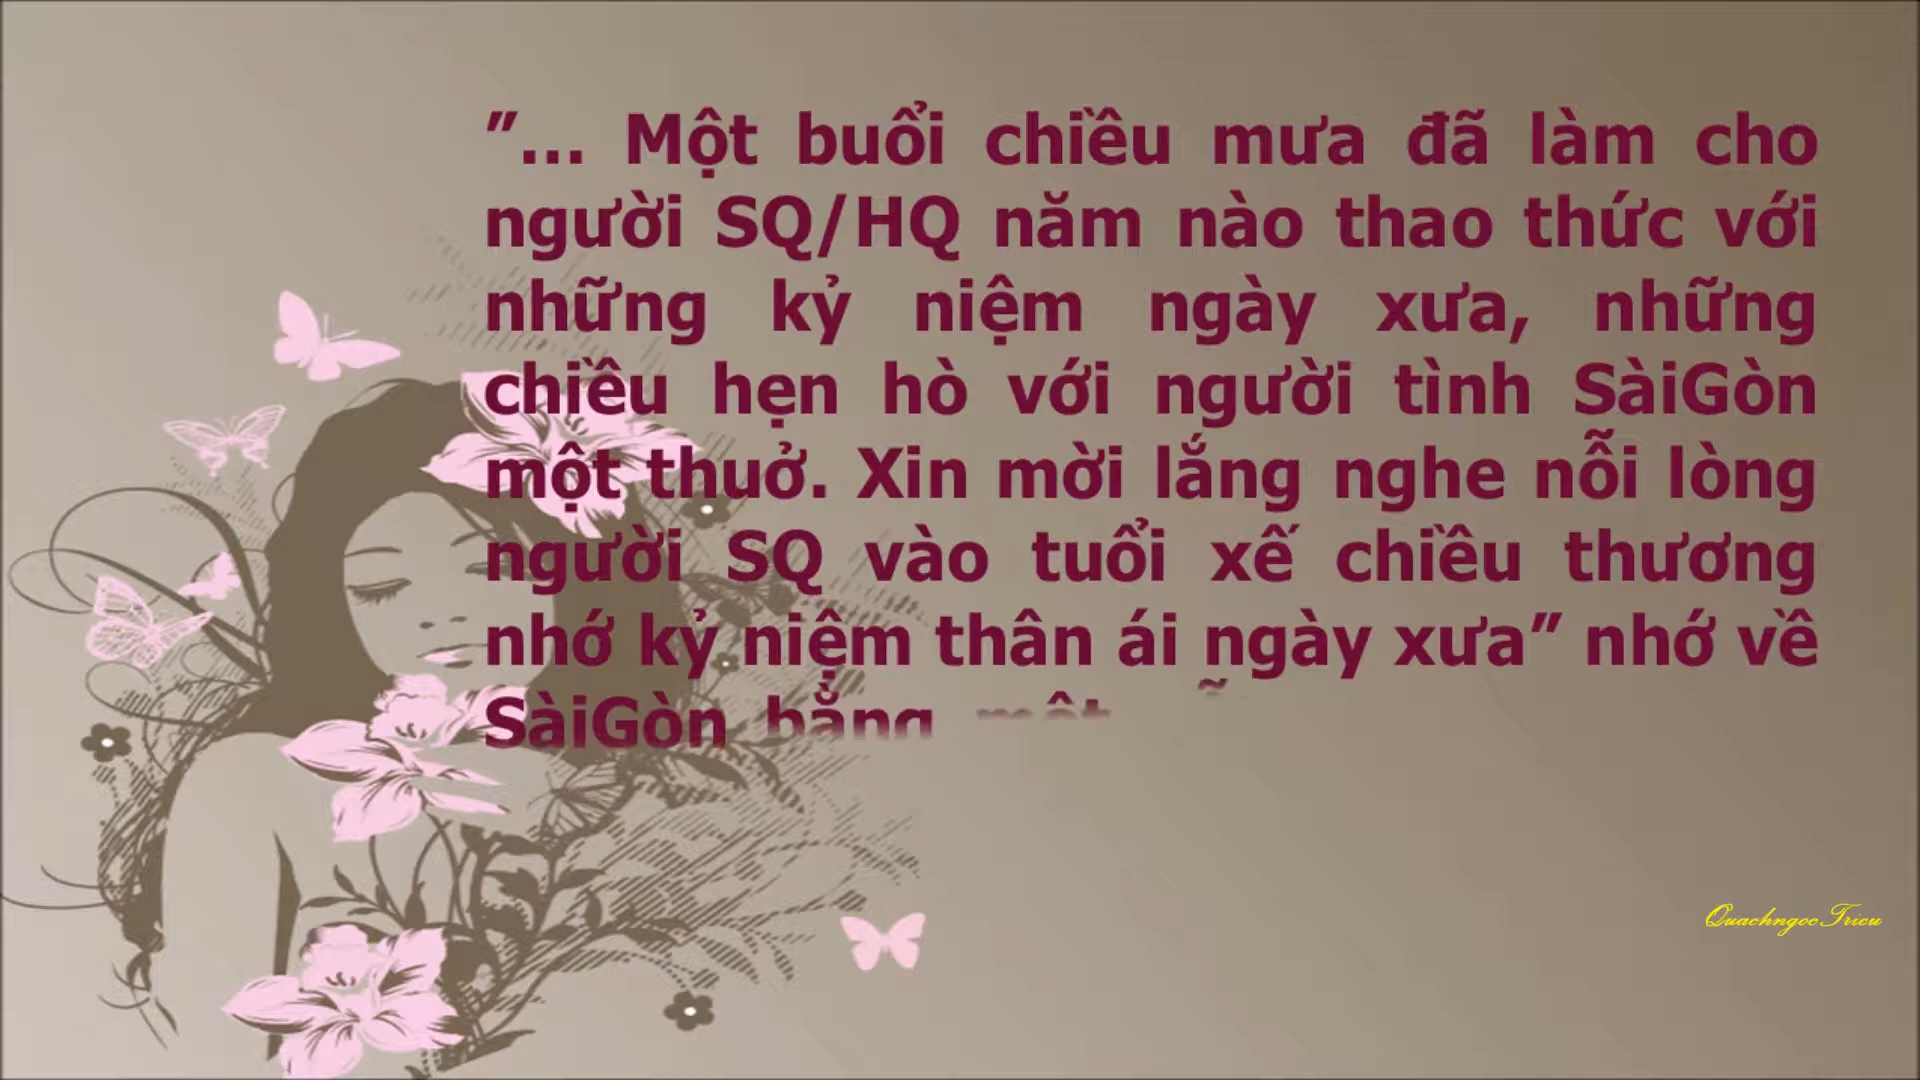 "... Một buổi chiều mưa đã làm cho
người SQ/HQ năm nào thao thức với
những kỷ niệm ngày xưa, những
chiều hẹn hò với người tình SàiGòn
một thuở. Xin mời lắng nghe nỗi lòng
người SQ vào tuổi xế chiều thương
nhớ kỷ niệm thân ái ngày xưa" nhớ về
SàiGòn bằng một
QuachngocTrieu